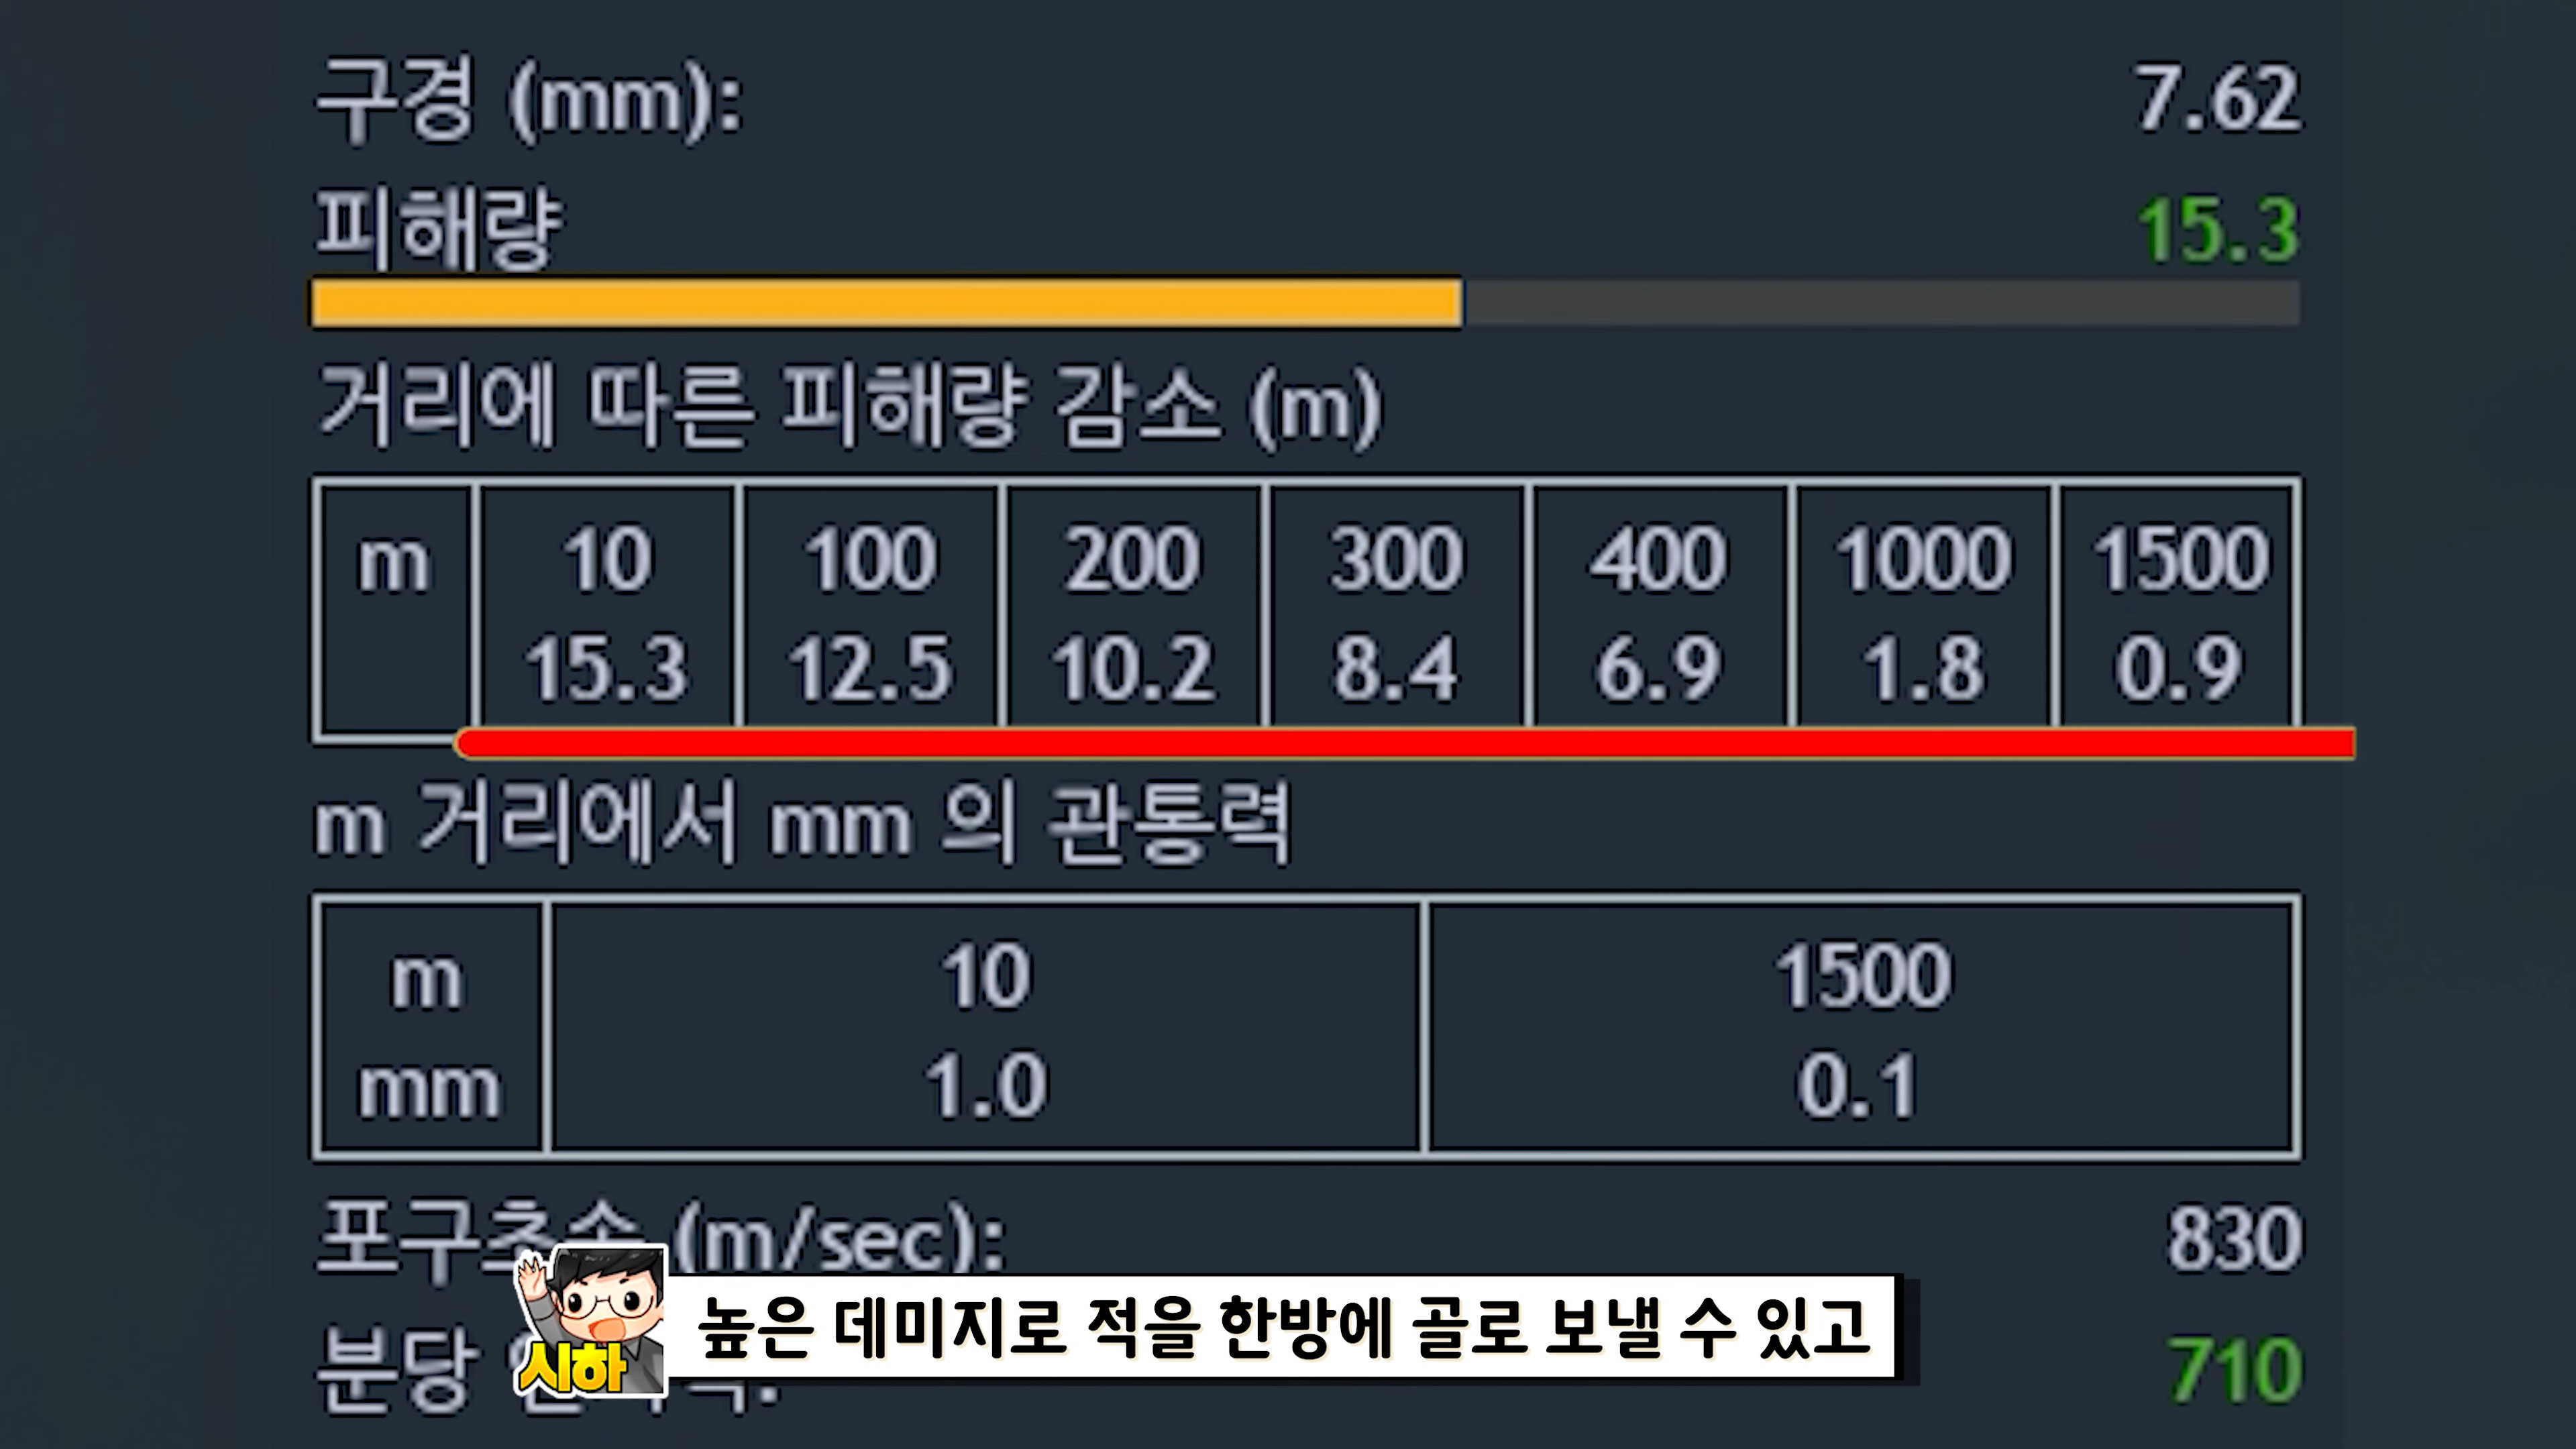 구경 (mm): 7.62
피해량 15.3
거리에 따른 피해량 감소 (m)
m 10 100 200 300 400 1000 1500
15.3 12.5 10.2 8.4 6.9 1.8 0.9
m 거리에서 mm 의 관통력
m 10 1500
mm 1.0 0.1
포구초속 (m/sec): 830
시하 높은 데미지로 적을 한방에 골로 보낼 수 있고
분당 710